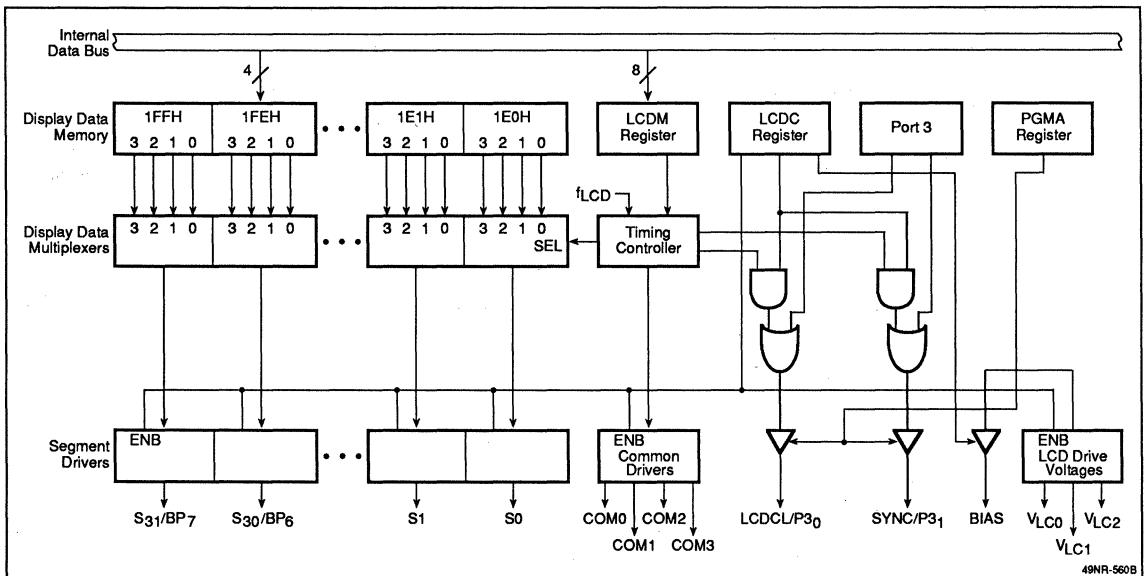 Internal
Data Bus
4
8
Display Data
Memory
1FFH
1FEH
• • •
1E1H
1E0H
LCDM
Register
LCDC
Register
Port 3
PGMA
Register
3 2 1 0
3 2 1 0
3 2 1 0
3 2 1 0
fLCD
Display Data
Multiplexers
3 2 1 0
3 2 1 0
• • •
3 2 1 0
3 2 1 0
SEL
Timing
Controller
Segment
Drivers
ENB
• • •
ENB
Common
Drivers
ENB
LCD Drive
Voltages
S31/BP7
S30/BP6
S1
S0
COM0
COM2
LCDCL/P30
SYNC/P31
BIAS
VLC0
VLC2
COM1
COM3
VLC1
49NR-560B